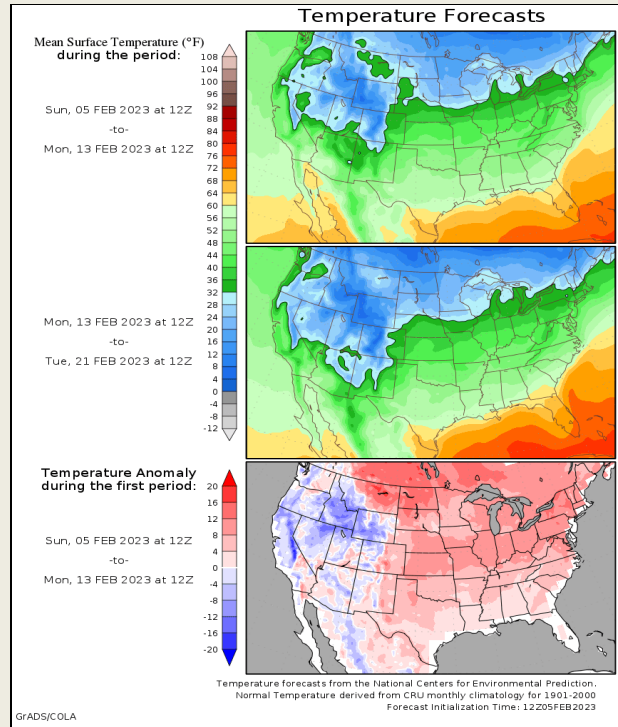 Temperature Forecasts
Mean Surface Temperature (°F)
during the period:
108
104
100
96
92
88
84
80
76
72
68
64
60
56
52
48
44
40
36
32
28
24
20
16
12
8
4
0
-4
-8
-12
Sun, 05 FEB 2023 at 12Z
-to-
Mon, 13 FEB 2023 at 12Z
Mon, 13 FEB 2023 at 12Z
-to-
Tue, 21 FEB 2023 at 12Z
Temperature Anomaly
during the first period:
20
16
12
8
4
0
-4
-8
-12
-16
-20
Sun, 05 FEB 2023 at 12Z
-to-
Mon, 13 FEB 2023 at 12Z
Temperature forecasts from the National Centers for Environmental Prediction.
Normal Temperature derived from CRU monthly climatology for 1901-2000
Forecast Initialization Time: 12Z05FEB2023
GrADS/COLA